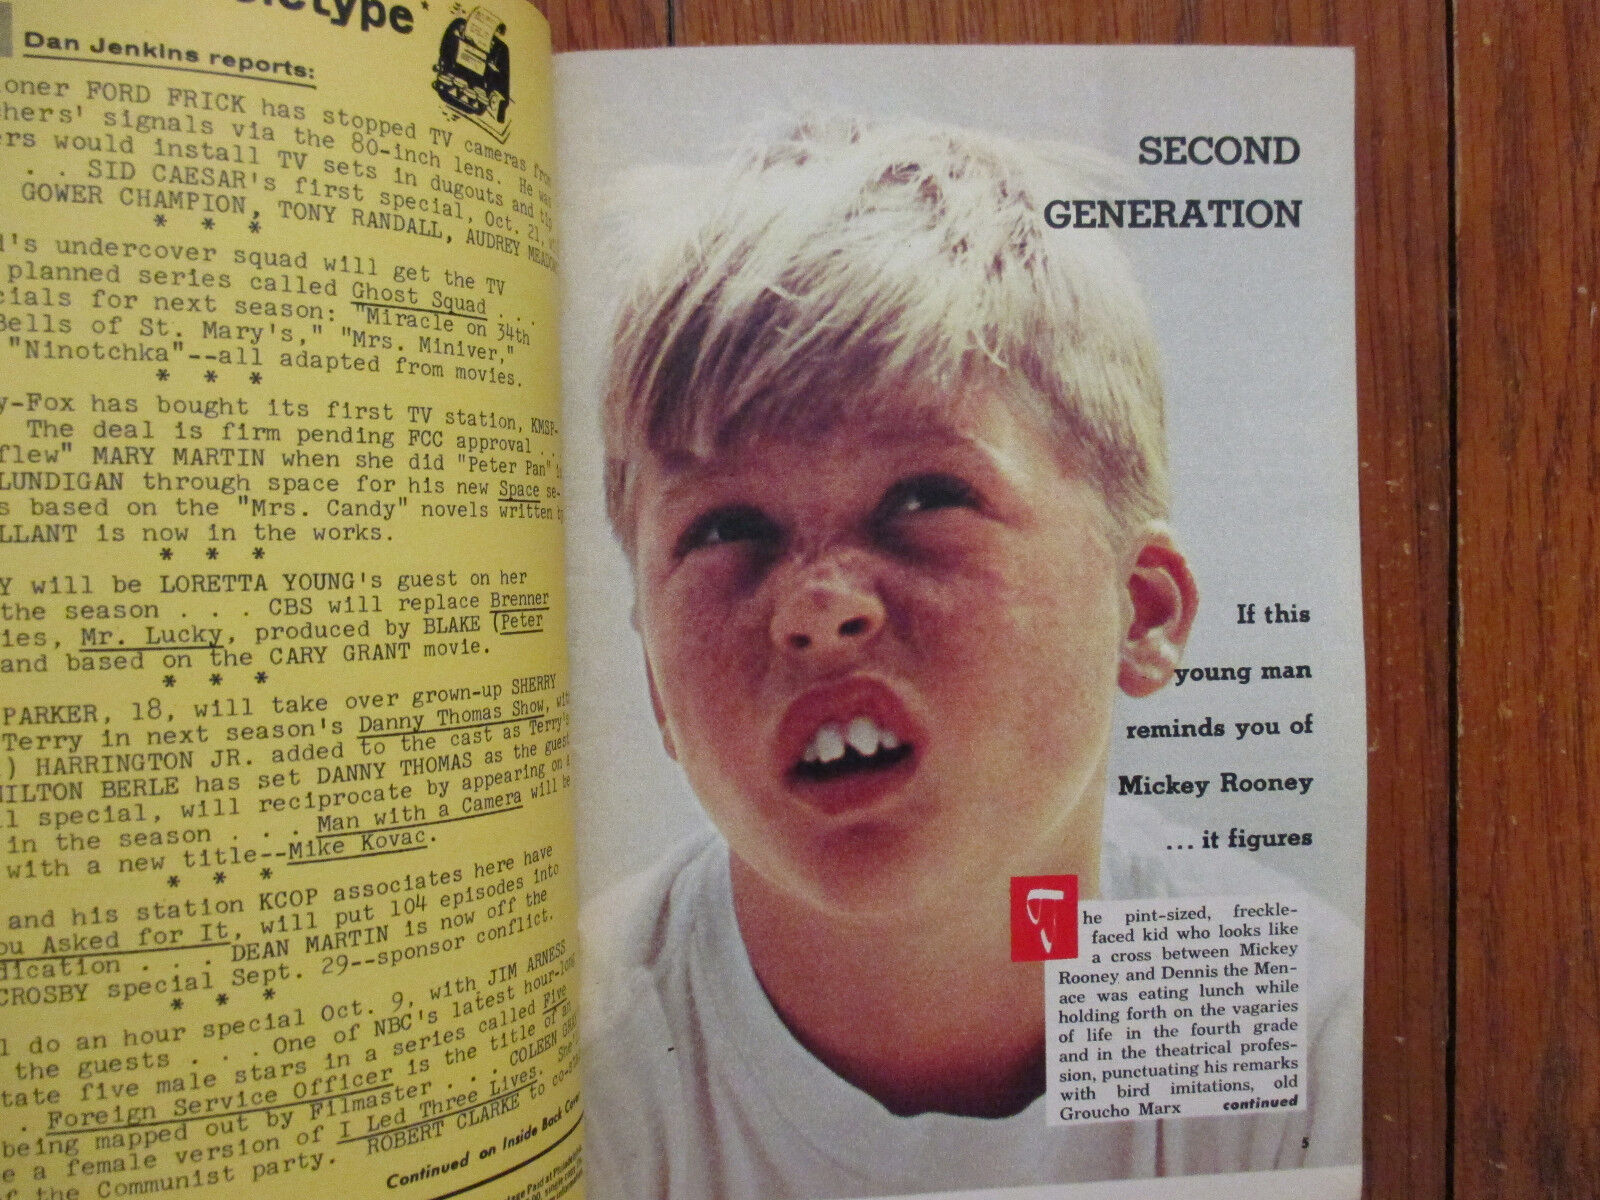 Dan Jenkins reports:
FORD FRICK has stopped TV cameras from
signals via the 80-inch lens. He was
would install TV sets in dugouts and tip
. . SID CAESAR's first special, Oct. 21,
GOWER CHAMPION, TONY RANDALL, AUDREY
* * *
undercover squad will get the TV
planned series called Ghost Squad . . .
for next season: "Miracle on 34th
Bells of St. Mary's," "Mrs. Miniver,"
"Ninotchka"--all adapted from movies.
* * *
y-Fox has bought its first TV station, KMSP-
The deal is firm pending FCC approval . .
flew" MARY MARTIN when she did "Peter Pan"
LUNDIGAN through space for his new Space se-
s based on the "Mrs. Candy" novels written by
LLANT is now in the works.
* * *
Y will be LORETTA YOUNG's guest on her
the season . . . CBS will replace Brenner
ies, Mr. Lucky, produced by BLAKE (Peter
and based on the CARY GRANT movie.
* * *
PARKER, 18, will take over grown-up SHERRY
Terry in next season's Danny Thomas Show, with
) HARRINGTON JR. added to the cast as Terry's
MILTON BERLE has set DANNY THOMAS as the guest
l special, will reciprocate by appearing on a
in the season . . . Man with a Camera will be
with a new title--Mike Kovac.
* * *
and his station KCOP associates here have
ou Asked for It, will put 104 episodes into
dication . . . DEAN MARTIN is now off the
CROSBY special Sept. 29--sponsor conflict.
* * *
l do an hour special Oct. 9, with JIM ARNESS
the guests . . . One of NBC's latest hour-long
tate five male stars in a series called Five
. Foreign Service Officer is the title of an
being mapped out by Filmaster . . . COLEEN
e a female version of I Led Three Lives. She'll
f the Communist party. ROBERT CLARKE to
Continued on Inside Back Cover
SECOND
GENERATION
If this
young man
reminds you of
Mickey Rooney
... it figures
The pint-sized, freckle-
faced kid who looks like
a cross between Mickey
Rooney and Dennis the Men-
ace was eating lunch while
holding forth on the vagaries
of life in the fourth grade
and in the theatrical profes-
sion, punctuating his remarks
with bird imitations, old
Groucho Marx continued
5